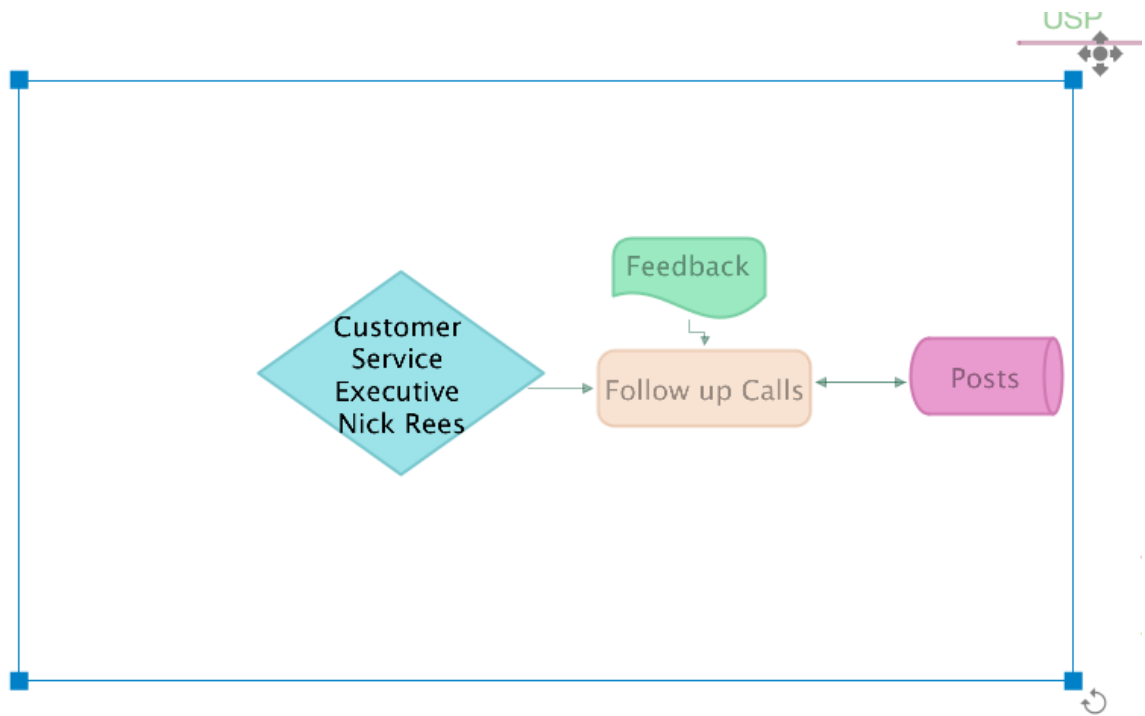 USP
Feedback
Customer
Service
Executive
Nick Rees
Follow up Calls
Posts